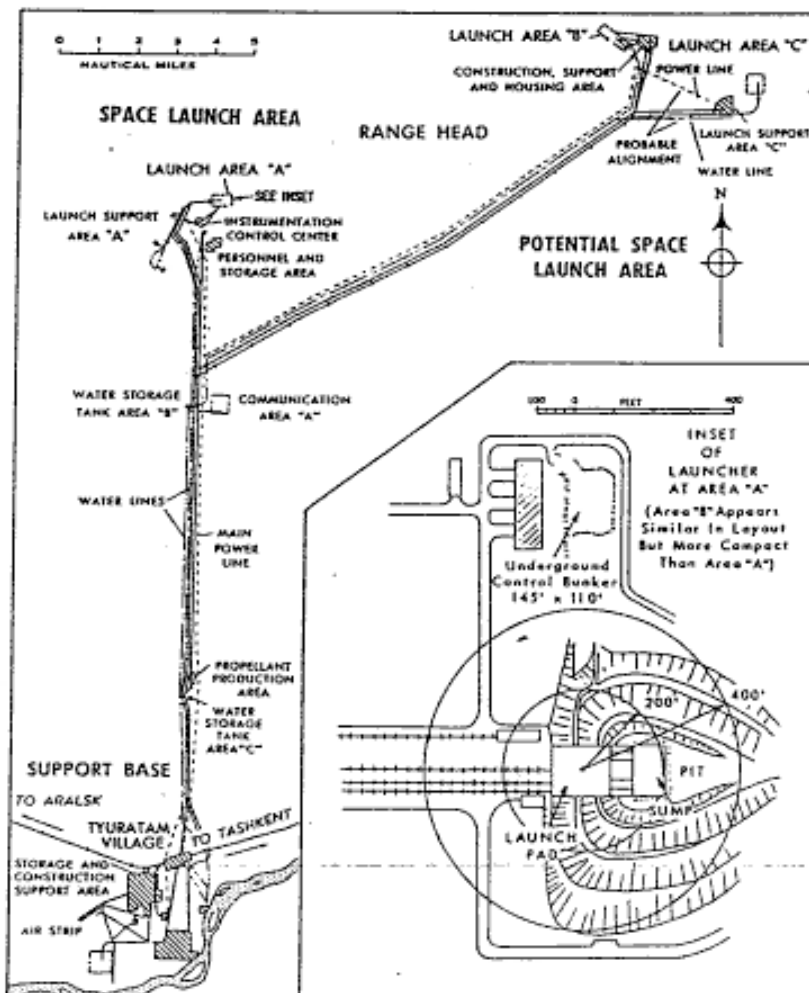 0 1 2 3 4 5
NAUTICAL MILES
SPACE LAUNCH AREA
RANGE HEAD
LAUNCH AREA "B"
LAUNCH AREA "C"
CONSTRUCTION, SUPPORT
AND HOUSING AREA
POWER LINE
PROBABLE
ALIGNMENT
LAUNCH SUPPORT
AREA "C"
WATER LINE
N
POTENTIAL SPACE
LAUNCH AREA
LAUNCH AREA "A"
SEE INSET
LAUNCH SUPPORT
AREA "A"
INSTRUMENTATION
CONTROL CENTER
PERSONNEL AND
STORAGE AREA
WATER STORAGE
TANK AREA "B"
COMMUNICATION
AREA "A"
WATER LINES
MAIN
POWER
LINE
PROPELLANT
PRODUCTION
AREA
WATER
STORAGE
TANK
AREA "C"
SUPPORT BASE
TO ARALSK
TYURATAM
VILLAGE
TO TASHKENT
STORAGE AND
CONSTRUCTION
SUPPORT AREA
AIR STRIP
0 FEET 400
INSET
OF
LAUNCHER
AT AREA "A"
(Area "B" Appears
Similar In Layout
But More Compact
Than Area "A")
Underground
Control Bunker
145' x 110'
200'
400'
PIT
SUMP
LAUNCH
PAD